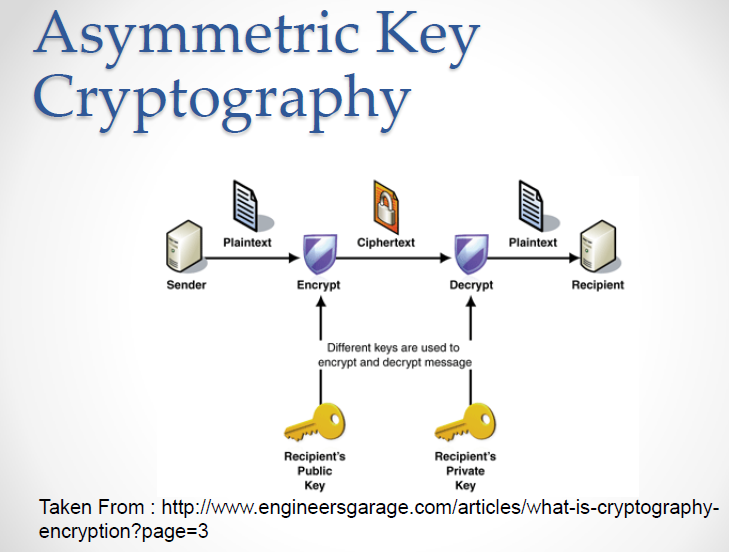 Asymmetric Key
Cryptography
Plaintext
Ciphertext
Plaintext
Sender
Encrypt
Decrypt
Recipient
Different keys are used to
encrypt and decrypt message
Recipient's
Public
Key
Recipient's
Private
Key
Taken From : http://www.engineersgarage.com/articles/what-is-cryptography-
encryption?page=3